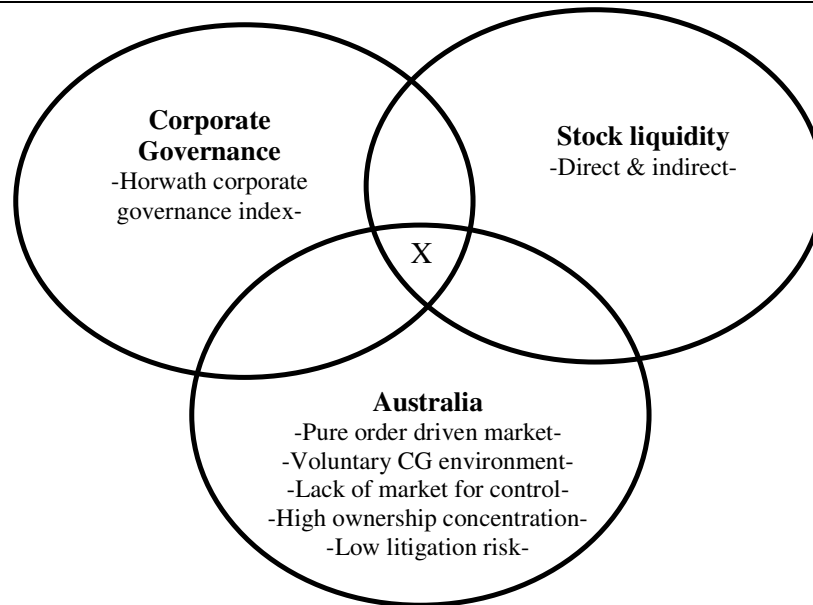 Corporate
Governance
-Horwath corporate
governance index-
Stock liquidity
-Direct & indirect-
X
Australia
-Pure order driven market-
-Voluntary CG environment-
-Lack of market for control-
-High ownership concentration-
-Low litigation risk-